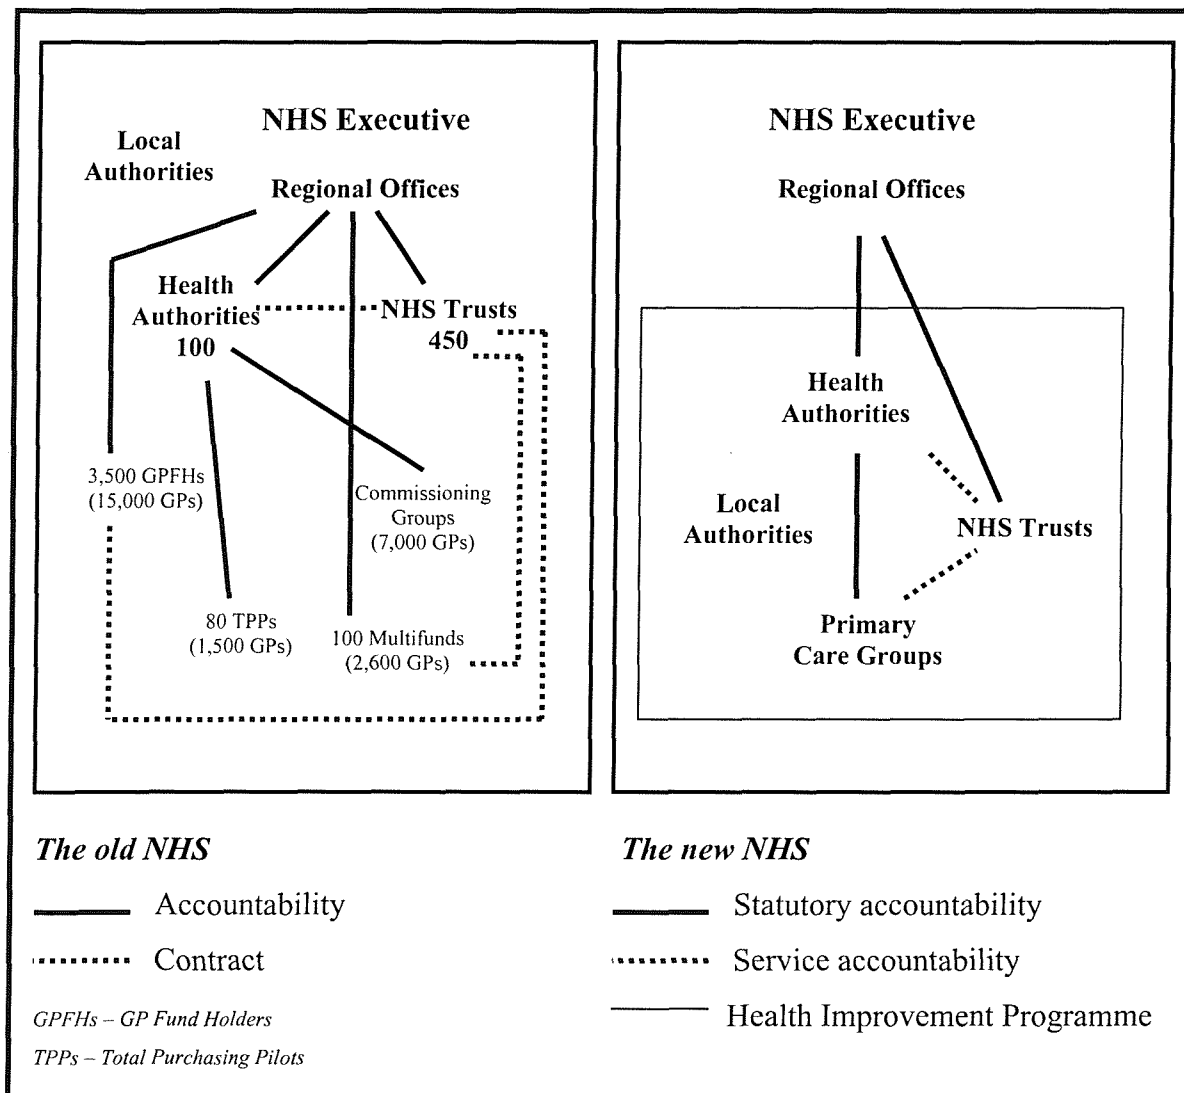 NHS Executive
Local
Authorities
Regional Offices
Health
Authorities
100
NHS Trusts
450
3,500 GPFHs
(15,000 GPs)
Commissioning
Groups
(7,000 GPs)
80 TPPs
(1,500 GPs)
100 Multifunds
(2,600 GPs)
NHS Executive
Regional Offices
Health
Authorities
Local
Authorities
NHS Trusts
Primary
Care Groups
The old NHS
Accountability
Contract
GPFHs – GP Fund Holders
TPPs – Total Purchasing Pilots
The new NHS
Statutory accountability
Service accountability
Health Improvement Programme